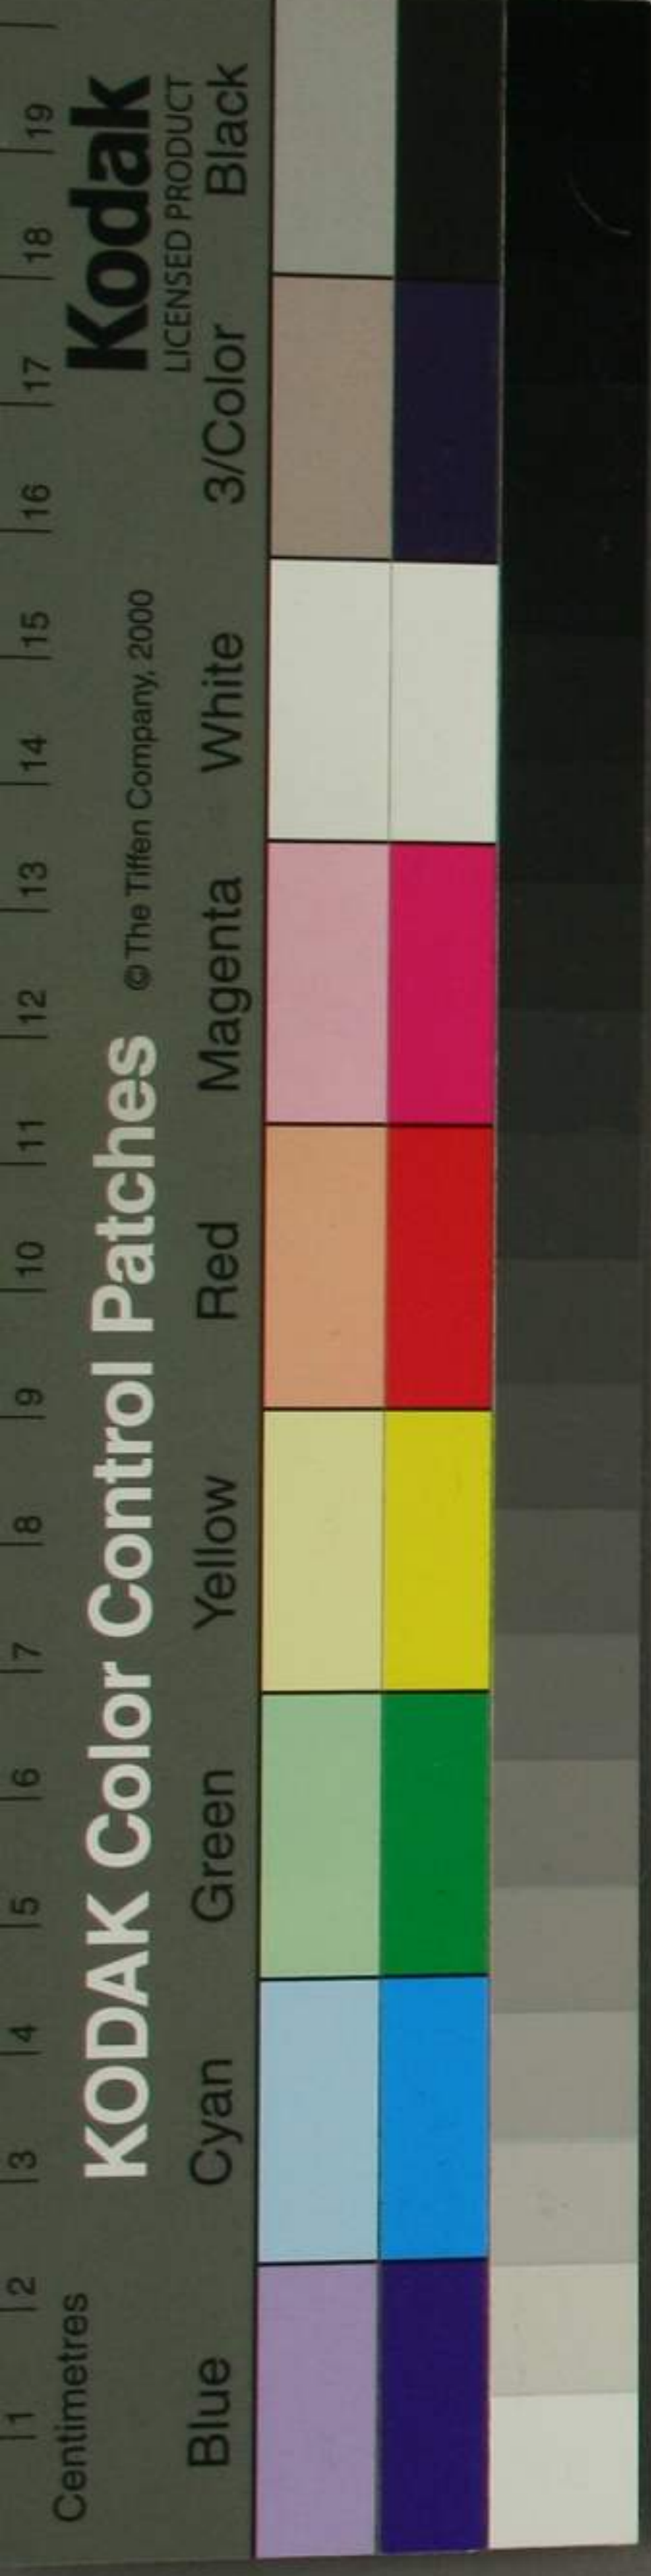 Centimetres
1 2 3 4 5 6 7 8 9 10 11 12 13 14 15 16 17 18 19
KODAK Color Control Patches © The Tiffen Company, 2000 Kodak
LICENSED PRODUCT
Blue Cyan Green Yellow Red Magenta White 3/Color Black